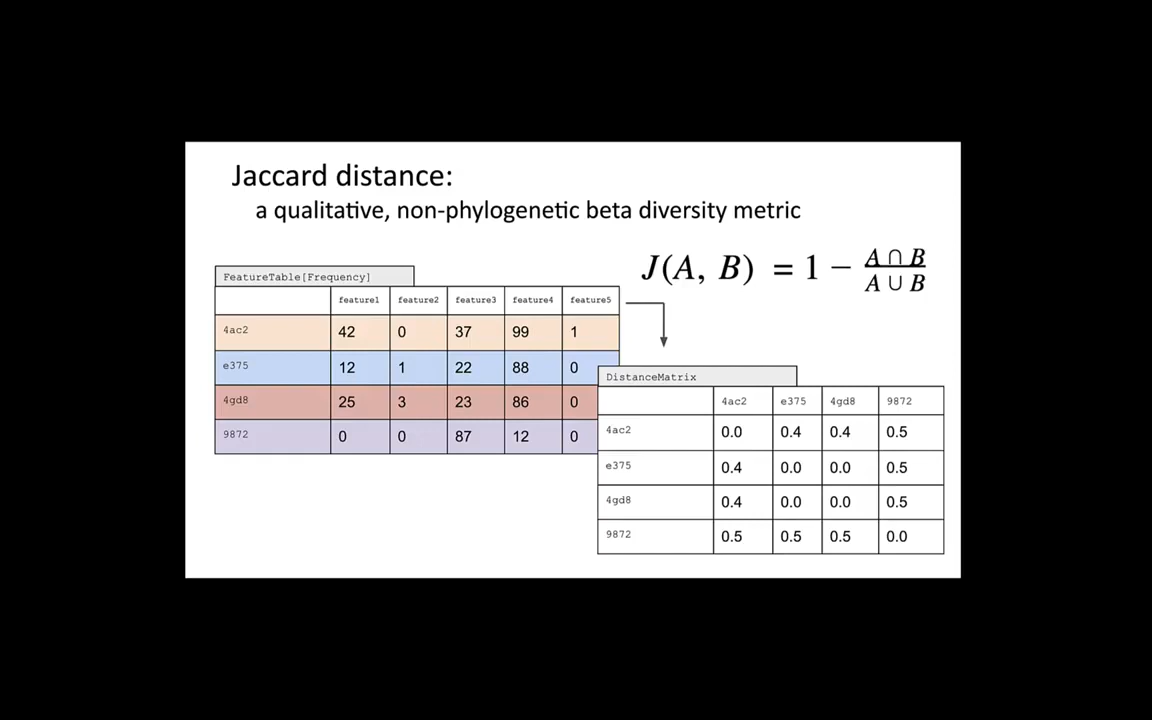 Jaccard distance:
a qualitative, non-phylogenetic beta diversity metric
J(A, B) = 1 − A ∩ B / A ∪ B
FeatureTable[Frequency]
feature1 feature2 feature3 feature4 feature5
4ac2 42 0 37 99 1
e375 12 1 22 88 0
4gd8 25 3 23 86 0
9872 0 0 87 12 0
DistanceMatrix
4ac2 e375 4gd8 9872
4ac2 0.0 0.4 0.4 0.5
e375 0.4 0.0 0.0 0.5
4gd8 0.4 0.0 0.0 0.5
9872 0.5 0.5 0.5 0.0